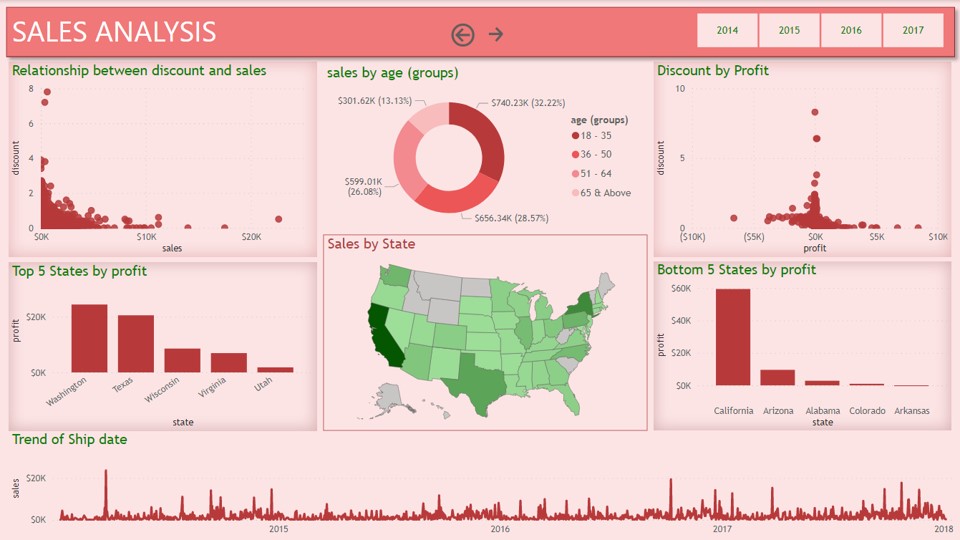 SALES ANALYSIS
2014 2015 2016 2017
Relationship between discount and sales
8
6
4
2
0
discount
$0K $10K $20K
sales
sales by age (groups)
$301.62K (13.13%)
$740.23K (32.22%)
$599.01K
(26.08%)
$656.34K (28.57%)
age (groups)
18 - 35
36 - 50
51 - 64
65 & Above
Discount by Profit
10
5
0
discount
($10K) ($5K) $0K $5K $10K
profit
Top 5 States by profit
$20K
$0K
profit
Washington Texas Wisconsin Virginia Utah
state
Sales by State
Bottom 5 States by profit
$60K
$40K
$20K
$0K
profit
California Arizona Alabama Colorado Arkansas
state
Trend of Ship date
$20K
$0K
sales
2015 2016 2017 2018